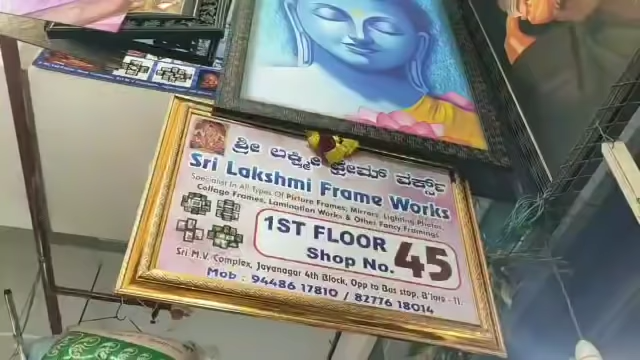 ಶ್ರೀ ಲಕ್ಷ್ಮೀ ಫ್ರೇಮ್ ವರ್ಕ್ಸ್
Sri Lakshmi Frame Works
Specialist In All Types Of Picture Frames, Mirrors, Lighting Photos,
Collage Frames, Lamination Works & Other Fancy Framings
1ST FLOOR
Shop No. 45
Sri M.V. Complex, Jayanagar 4th Block, Opp to Bus stop, B'lore - 11.
Mob : 94486 17810 / 82776 18014